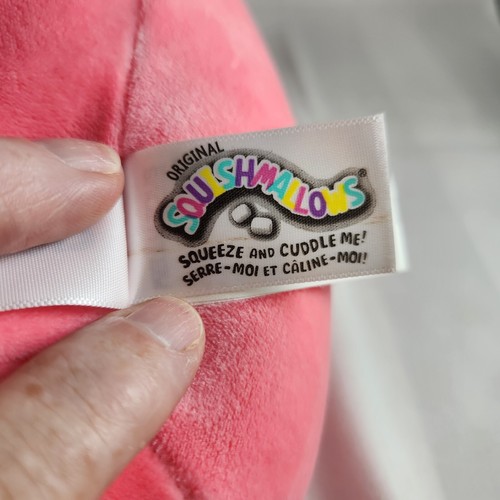 ORIGINAL
SQUISHMALLOWS
SQUEEZE AND CUDDLE ME!
SERRE-MOI ET CÂLINE-MOI!